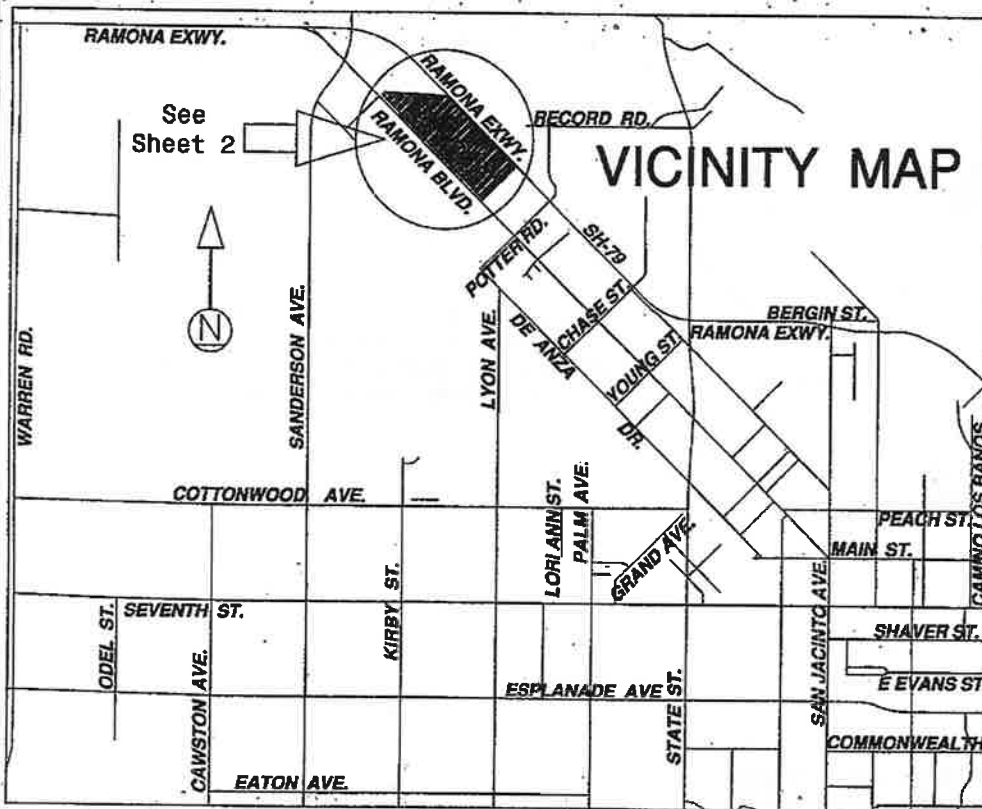 RAMONA EXWY.
See
Sheet 2
RAMONA EXWY.
RAMONA BLVD.
RECORD RD.
VICINITY MAP
N
POTTER RD.
SH-79
CHASE ST.
BERGIN ST.
RAMONA EXWY.
WARREN RD.
SANDERSON AVE.
LYON AVE.
DE ANZA
DR.
YOUNG ST.
COTTONWOOD AVE.
LORI ANN ST.
PALM AVE.
GRAND AVE.
PEACH ST.
CAMINO LOS BANOS
MAIN ST.
KIRBY ST.
ODEL ST.
SEVENTH ST.
CAWSTON AVE.
SHAVER ST.
SAN JACINTO AVE.
E EVANS ST
ESPLANADE AVE
STATE ST.
COMMONWEALTH
EATON AVE.